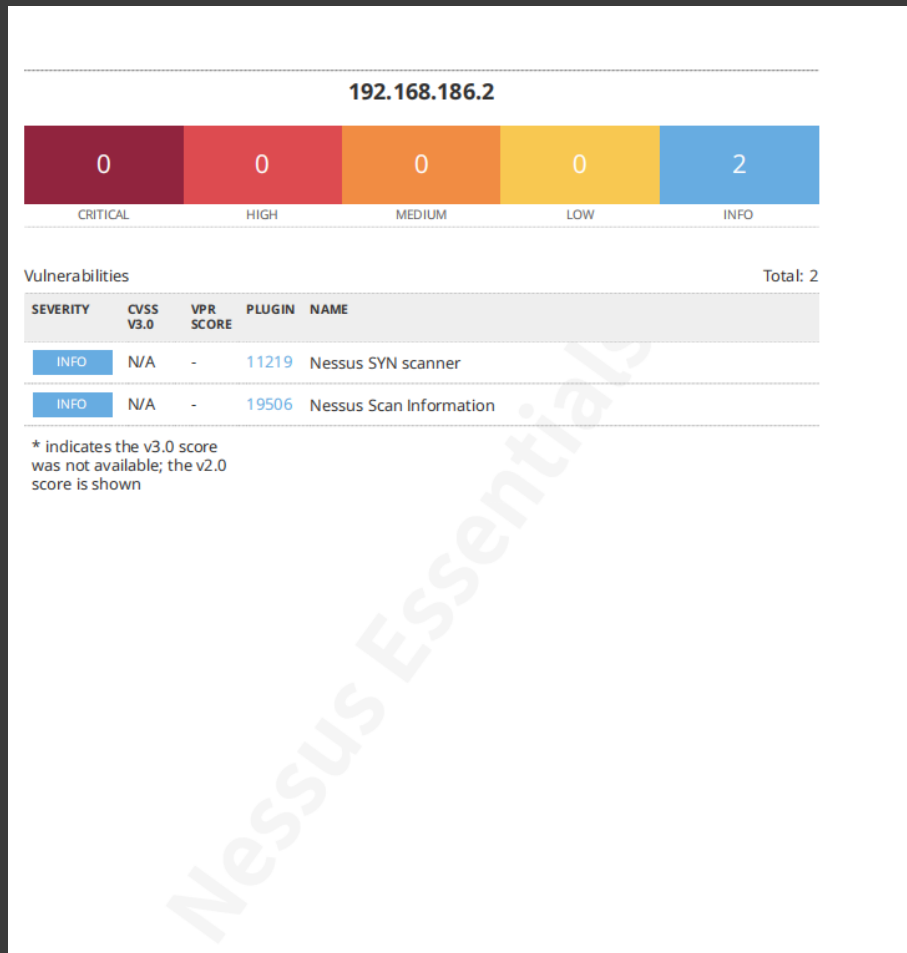 192.168.186.2
0 0 0 0 2
CRITICAL HIGH MEDIUM LOW INFO
Vulnerabilities Total: 2
SEVERITY CVSS V3.0 VPR SCORE PLUGIN NAME
INFO N/A - 11219 Nessus SYN scanner
INFO N/A - 19506 Nessus Scan Information
* indicates the v3.0 score
was not available; the v2.0
score is shown
Nessus Essentials